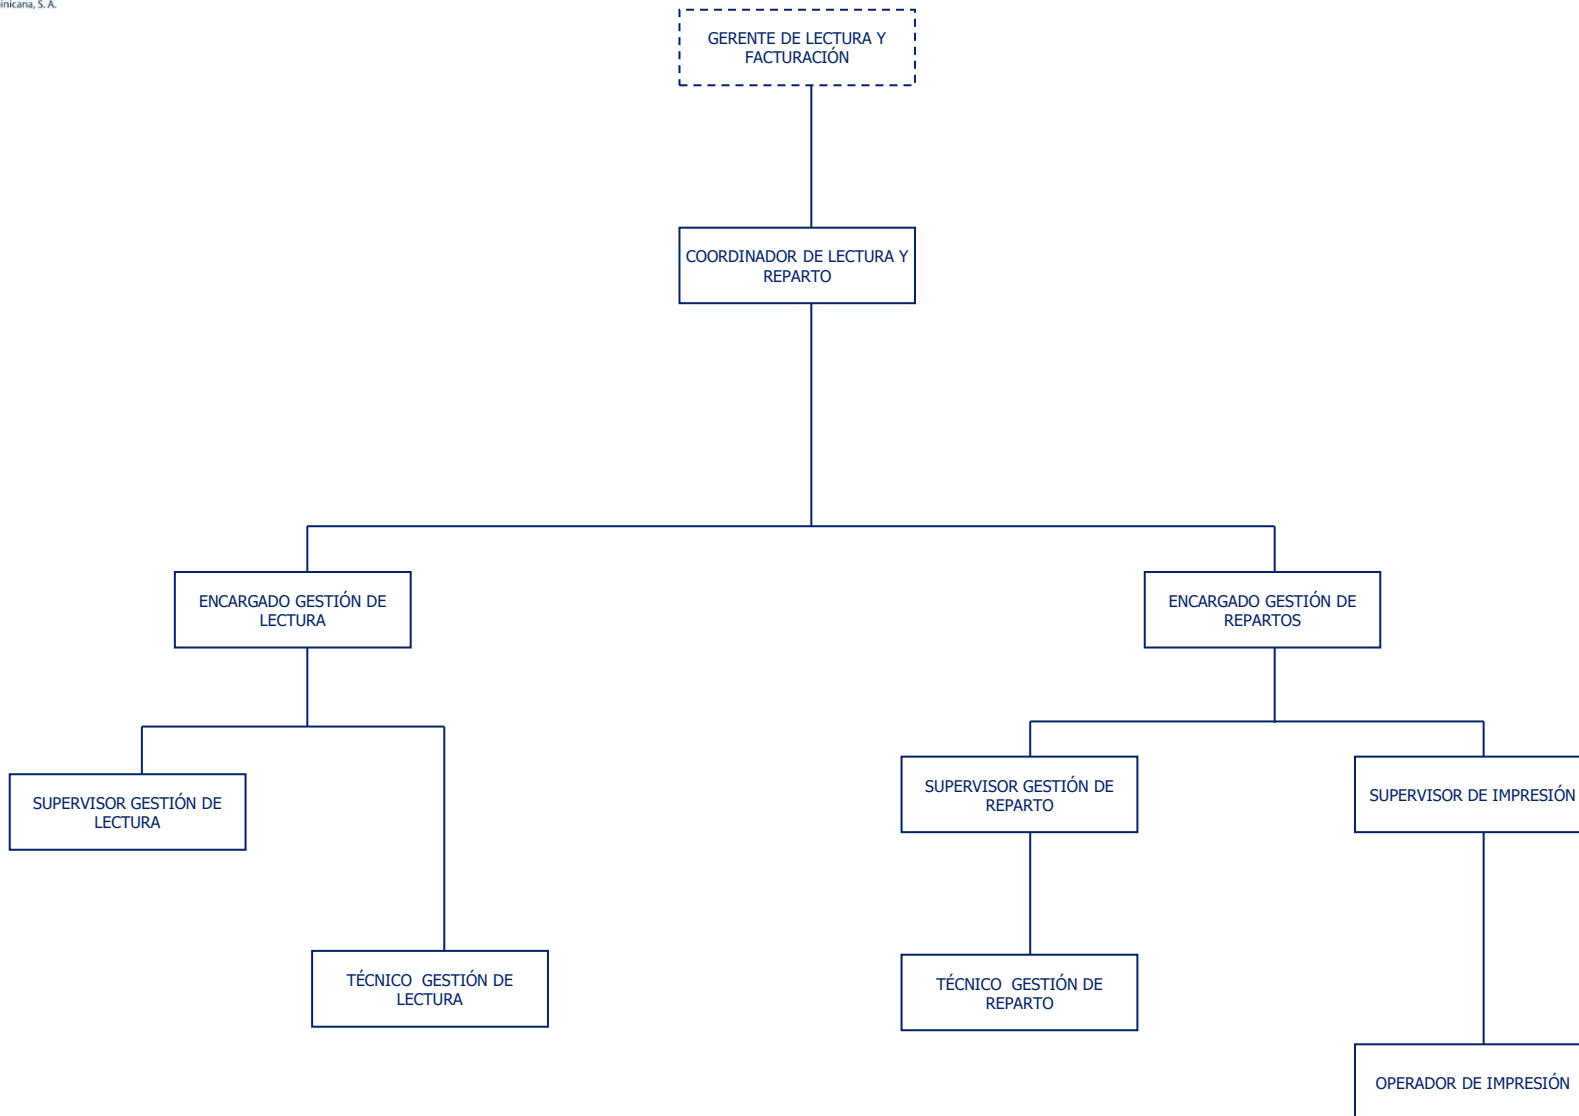 S. A.
GERENTE DE LECTURA Y
FACTURACIÓN
COORDINADOR DE LECTURA Y
REPARTO
ENCARGADO GESTIÓN DE
LECTURA
ENCARGADO GESTIÓN DE
REPARTOS
SUPERVISOR GESTIÓN DE
LECTURA
SUPERVISOR GESTIÓN DE
REPARTO
SUPERVISOR DE IMPRESIÓN
TÉCNICO GESTIÓN DE
LECTURA
TÉCNICO GESTIÓN DE
REPARTO
OPERADOR DE IMPRESIÓN